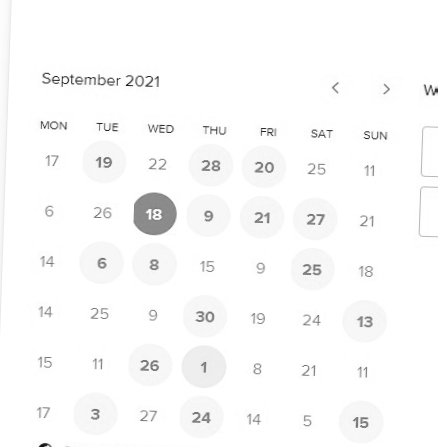 September 2021 < >
W
MON TUE WED THU FRI SAT SUN
17 19 22 28 20 25 11
6 26 18 9 21 27 21
14 6 8 15 9 25 18
14 25 9 30 19 24 13
15 11 26 1 8 21 11
17 3 27 24 14 5 15